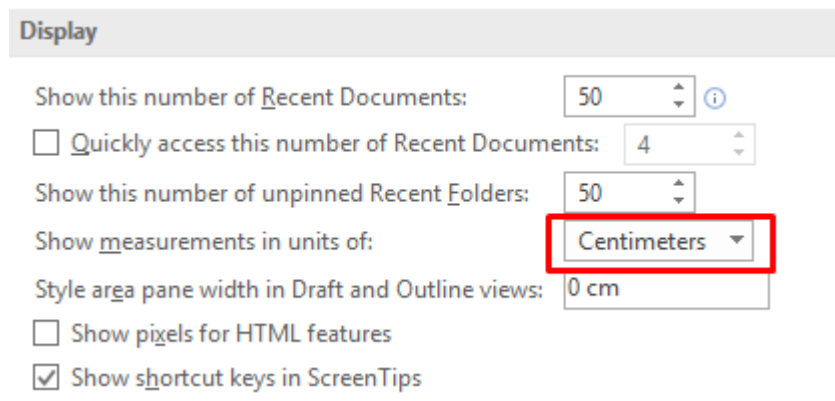 Display
Show this number of Recent Documents: 50
Quickly access this number of Recent Documents: 4
Show this number of unpinned Recent Folders: 50
Show measurements in units of: Centimeters
Style area pane width in Draft and Outline views: 0 cm
Show pixels for HTML features
Show shortcut keys in ScreenTips